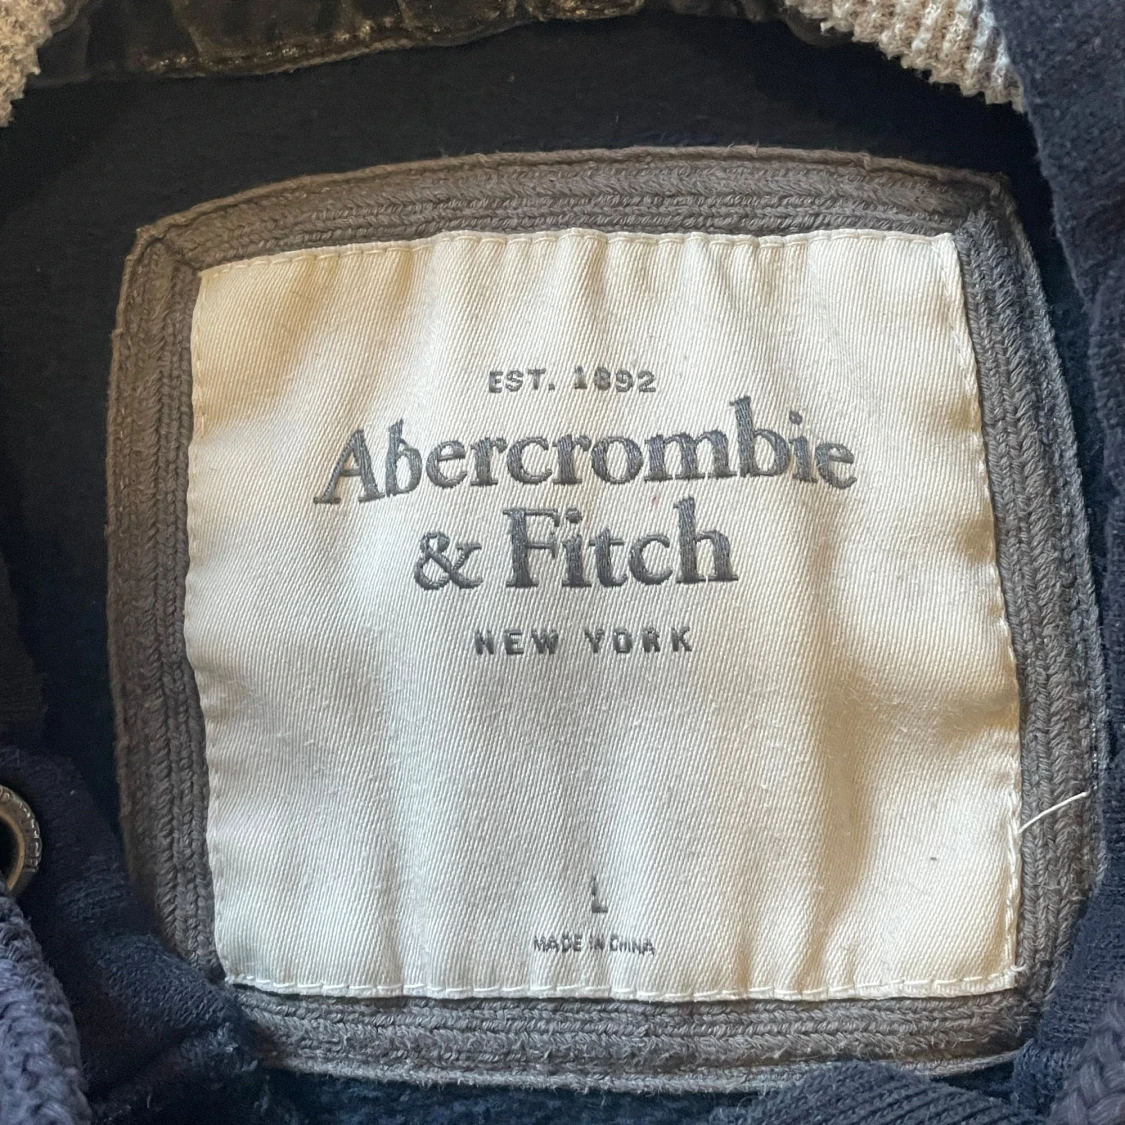 EST. 1892
Abercrombie
& Fitch
NEW YORK
L
MADE IN CHINA